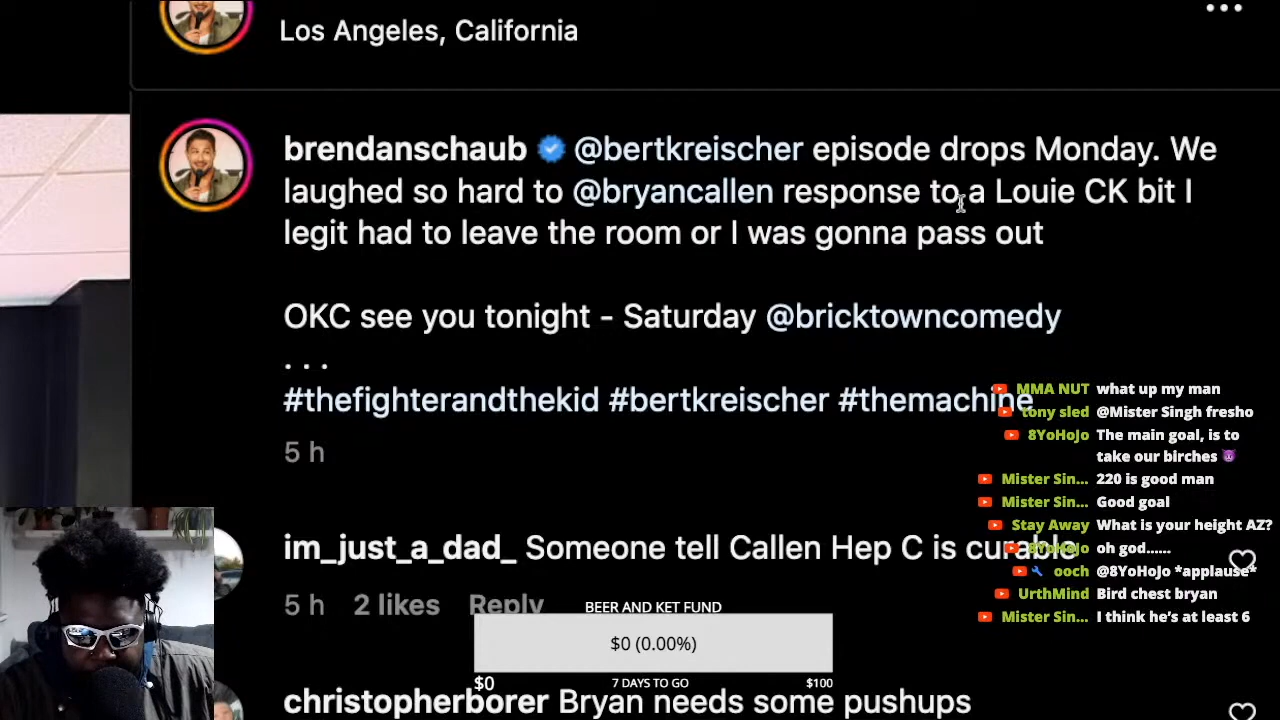 Los Angeles, California
brendanschaub @bertkreischer episode drops Monday. We
laughed so hard to @bryancallen response to a Louie CK bit I
legit had to leave the room or I was gonna pass out
OKC see you tonight - Saturday @bricktowncomedy
. . .
#thefighterandthekid #bertkreischer #themachine
5 h
im_just_a_dad_ Someone tell Callen Hep C is curable
5 h 2 likes Reply
christopherborer Bryan needs some pushups
MMA NUT what up my man
tony sled @Mister Singh fresho
8YoHoJo The main goal, is to
take our birches 😈
Mister Sin... 220 is good man
Mister Sin... Good goal
Stay Away What is your height AZ?
8YoHoJo oh god......
ooch @8YoHoJo *applause*
UrthMind Bird chest bryan
Mister Sin... I think he's at least 6
BEER AND KET FUND
$0 (0.00%)
$0 7 DAYS TO GO $100